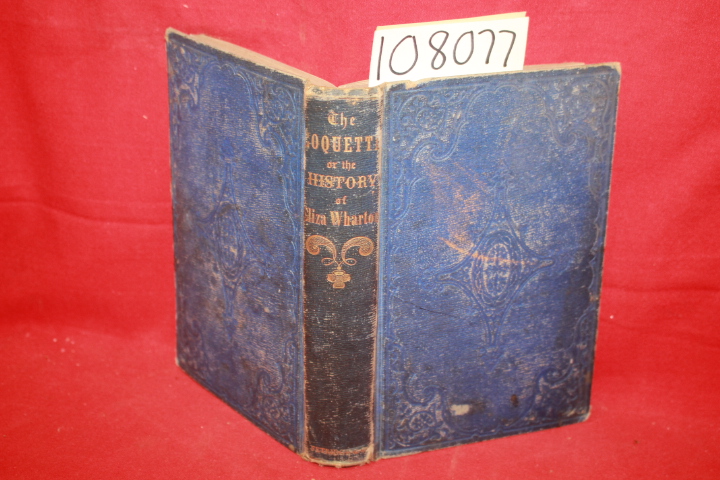 108077
The
COQUETTE
or the
HISTORY
of
Eliza Wharton